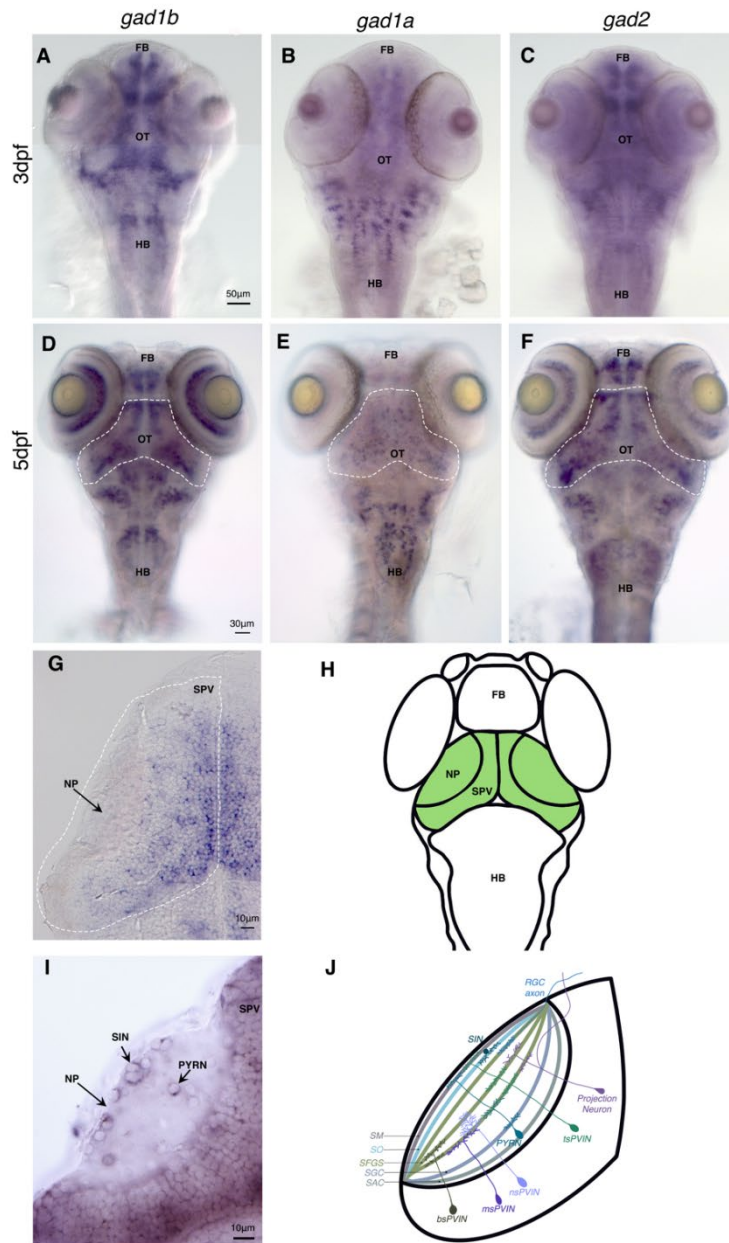 gad1b gad1a gad2
3dpf
A FB OT HB 50µm
B FB OT HB
C FB OT HB
5dpf
D FB OT HB 30µm
E FB OT HB
F FB OT HB
G SPV NP 10µm
H FB NP SPV HB
I SPV SIN PYRN NP 10µm
J
RGC
axon
SIN
Projection
Neuron
tsPVIN
PYRN
SM
SO
SFGS
SGC
SAC
nsPVIN
msPVIN
bsPVIN